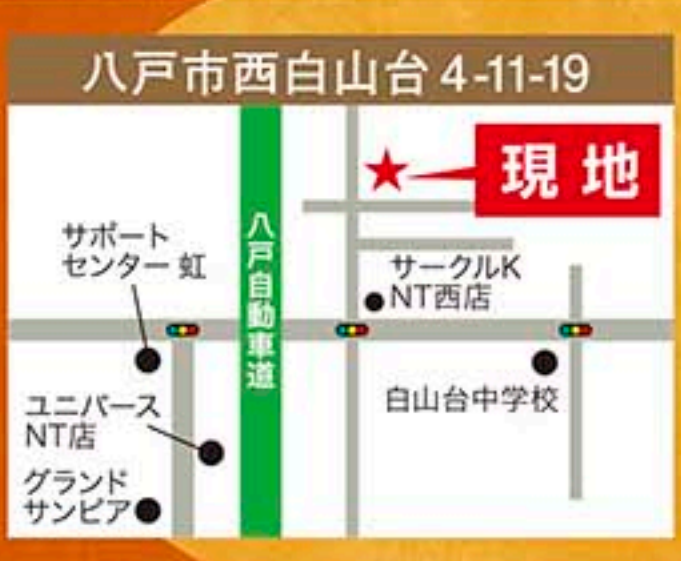 八戸市西白山台4-11-19
現地
八戸自動車道
サポート
センター 虹
サークルK
NT西店
ユニバース
NT店
白山台中学校
グランド
サンピア